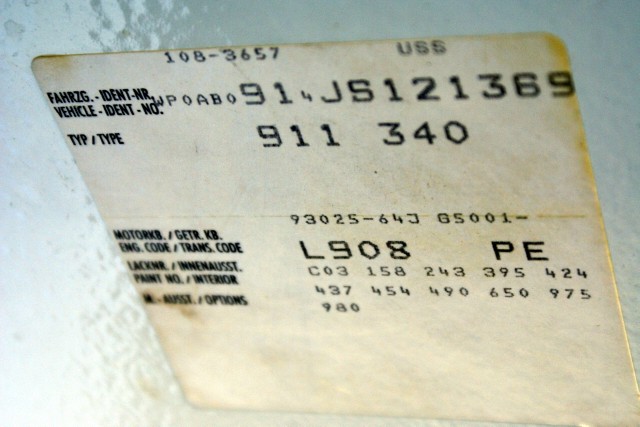 108-3657 USS
FAHRZG.-IDENT-NR. WP0AB0914JS121369
VEHICLE-IDENT-NO.
TYP/TYPE 911 340
93025-64J G5001-
MOTORKB./GETR.KB.
ENG.CODE/TRANS.CODE L908 PE
LACKNR./INNENAUSST. C03 158 243 395 424
PAINT NO./INTERIOR
M.-AUSST./OPTIONS 437 454 490 650 975
980